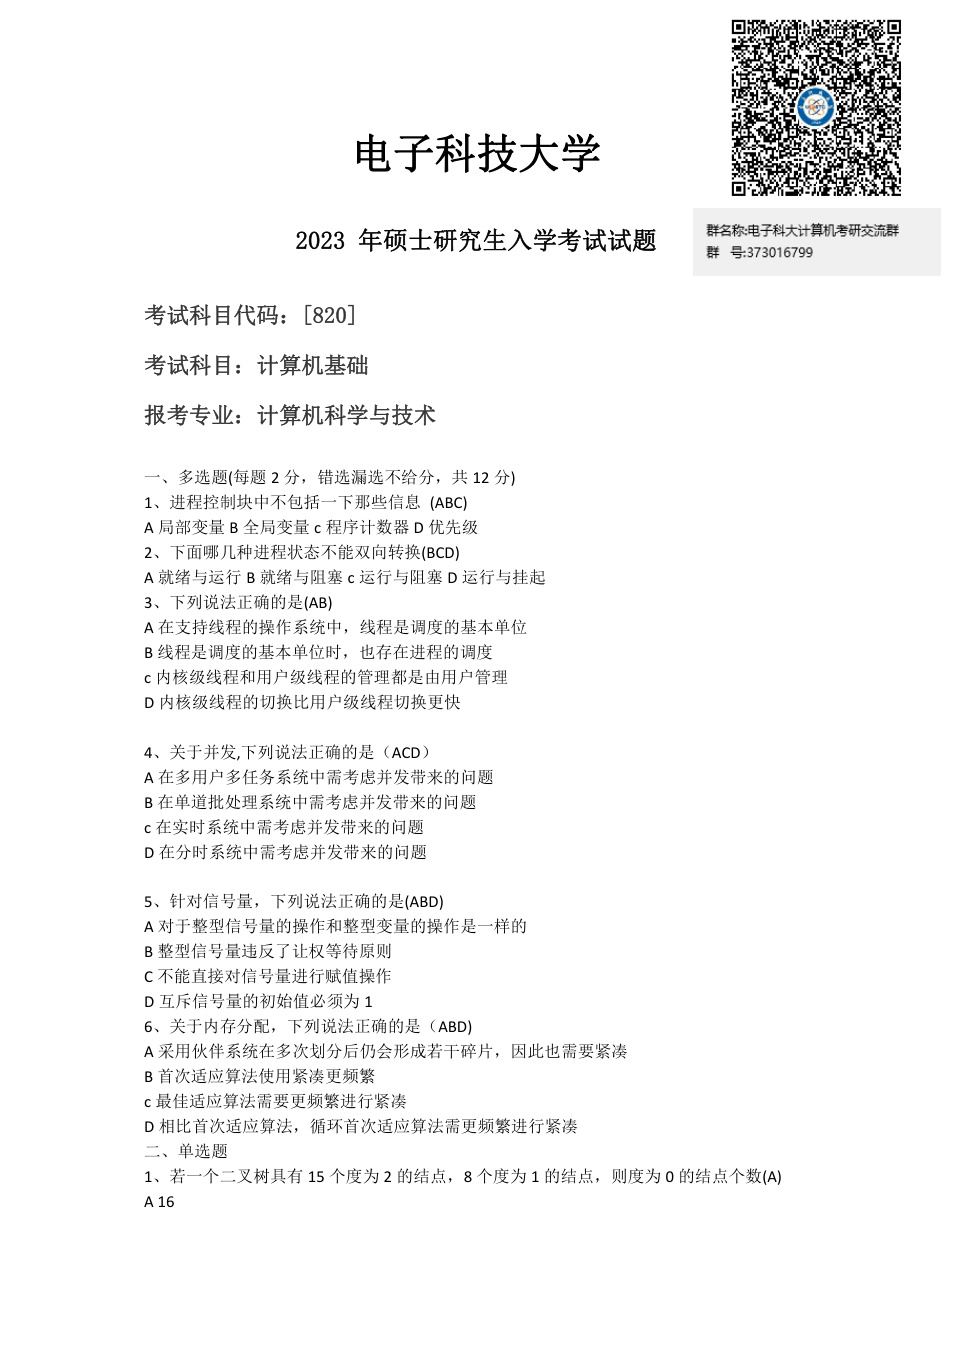 电子科技大学
2023 年硕士研究生入学考试试题
群名称:电子科大计算机考研交流群
群 号:373016799
考试科目代码：[820]
考试科目：计算机基础
报考专业：计算机科学与技术
一、多选题(每题 2 分，错选漏选不给分，共 12 分)
1、进程控制块中不包括一下那些信息 (ABC)
A 局部变量 B 全局变量 c 程序计数器 D 优先级
2、下面哪几种进程状态不能双向转换(BCD)
A 就绪与运行 B 就绪与阻塞 c 运行与阻塞 D 运行与挂起
3、下列说法正确的是(AB)
A 在支持线程的操作系统中，线程是调度的基本单位
B 线程是调度的基本单位时，也存在进程的调度
c 内核级线程和用户级线程的管理都是由用户管理
D 内核级线程的切换比用户级线程切换更快
4、关于并发,下列说法正确的是（ACD）
A 在多用户多任务系统中需考虑并发带来的问题
B 在单道批处理系统中需考虑并发带来的问题
c 在实时系统中需考虑并发带来的问题
D 在分时系统中需考虑并发带来的问题
5、针对信号量，下列说法正确的是(ABD)
A 对于整型信号量的操作和整型变量的操作是一样的
B 整型信号量违反了让权等待原则
C 不能直接对信号量进行赋值操作
D 互斥信号量的初始值必须为 1
6、关于内存分配，下列说法正确的是（ABD)
A 采用伙伴系统在多次划分后仍会形成若干碎片，因此也需要紧凑
B 首次适应算法使用紧凑更频繁
c 最佳适应算法需要更频繁进行紧凑
D 相比首次适应算法，循环首次适应算法需更频繁进行紧凑
二、单选题
1、若一个二叉树具有 15 个度为 2 的结点，8 个度为 1 的结点，则度为 0 的结点个数(A)
A 16